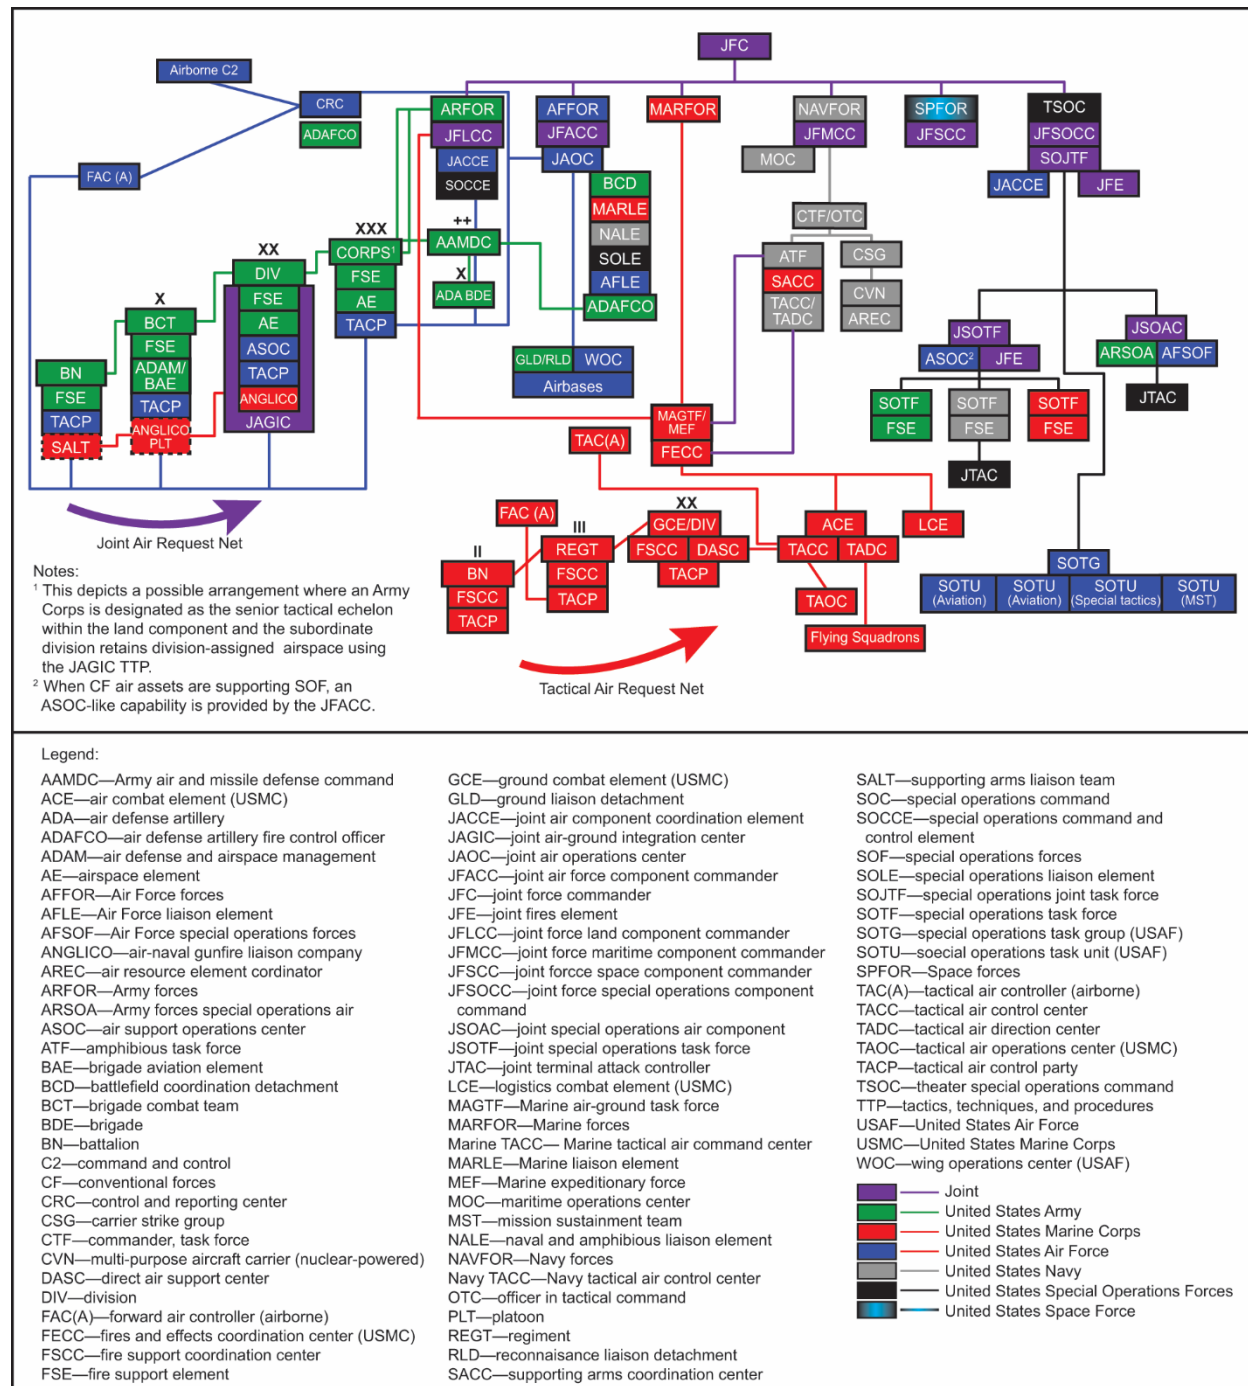 JFC
Airborne C2
CRC
ADAFCO
FAC (A)
ARFOR
JFLCC
JACCE
SOCCE
AFFOR
JFACC
JAOC
MARFOR
NAVFOR
JFMCC
MOC
SPFOR
JFSCC
TSOC
JFSOCC
SOJTF
JACCE
JFE
BCD
MARLE
NALE
SOLE
AFLE
ADAFCO
CTF/OTC
ATF
SACC
TACC/
TADC
CSG
CVN
AREC
++
AAMDC
X
ADA BDE
XXX
CORPS¹
FSE
AE
TACP
XX
DIV
FSE
AE
ASOC
TACP
ANGLICO
JAGIC
X
BCT
FSE
ADAM/
BAE
TACP
ANGLICO
PLT
BN
FSE
TACP
SALT
GLD/RLD
WOC
Airbases
JSOTF
ASOC²
JFE
JSOAC
ARSOA
AFSOF
JTAC
SOTF
FSE
SOTF
FSE
SOTF
FSE
JTAC
MAGTF/
MEF
FECC
TAC(A)
FAC (A)
II
BN
FSCC
TACP
III
REGT
FSCC
TACP
XX
GCE/DIV
FSCC
DASC
TACP
ACE
TACC
TADC
LCE
TAOC
Flying Squadrons
SOTG
SOTU
(Aviation)
SOTU
(Aviation)
SOTU
(Special tactics)
SOTU
(MST)
Joint Air Request Net
Tactical Air Request Net
Notes:
¹ This depicts a possible arrangement where an Army
Corps is designated as the senior tactical echelon
within the land component and the subordinate
division retains division-assigned airspace using
the JAGIC TTP.
² When CF air assets are supporting SOF, an
ASOC-like capability is provided by the JFACC.
Legend:
AAMDC—Army air and missile defense command
ACE—air combat element (USMC)
ADA—air defense artillery
ADAFCO—air defense artillery fire control officer
ADAM—air defense and airspace management
AE—airspace element
AFFOR—Air Force forces
AFLE—Air Force liaison element
AFSOF—Air Force special operations forces
ANGLICO—air-naval gunfire liaison company
AREC—air resource element cordinator
ARFOR—Army forces
ARSOA—Army forces special operations air
ASOC—air support operations center
ATF—amphibious task force
BAE—brigade aviation element
BCD—battlefield coordination detachment
BCT—brigade combat team
BDE—brigade
BN—battalion
C2—command and control
CF—conventional forces
CRC—control and reporting center
CSG—carrier strike group
CTF—commander, task force
CVN—multi-purpose aircraft carrier (nuclear-powered)
DASC—direct air support center
DIV—division
FAC(A)—forward air controller (airborne)
FECC—fires and effects coordination center (USMC)
FSCC—fire support coordination center
FSE—fire support element
GCE—ground combat element (USMC)
GLD—ground liaison detachment
JACCE—joint air component coordination element
JAGIC—joint air-ground integration center
JAOC—joint air operations center
JFACC—joint air force component commander
JFC—joint force commander
JFE—joint fires element
JFLCC—joint force land component commander
JFMCC—joint force maritime component commander
JFSCC—joint forcce space component commander
JFSOCC—joint force special operations component
command
JSOAC—joint special operations air component
JSOTF—joint special operations task force
JTAC—joint terminal attack controller
LCE—logistics combat element (USMC)
MAGTF—Marine air-ground task force
MARFOR—Marine forces
Marine TACC— Marine tactical air command center
MARLE—Marine liaison element
MEF—Marine expeditionary force
MOC—maritime operations center
MST—mission sustainment team
NALE—naval and amphibious liaison element
NAVFOR—Navy forces
Navy TACC—Navy tactical air control center
OTC—officer in tactical command
PLT—platoon
REGT—regiment
RLD—reconnaisance liaison detachment
SACC—supporting arms coordination center
SALT—supporting arms liaison team
SOC—special operations command
SOCCE—special operations command and
control element
SOF—special operations forces
SOLE—special operations liaison element
SOJTF—special operations joint task force
SOTF—special operations task force
SOTG—special operations task group (USAF)
SOTU—soecial operations task unit (USAF)
SPFOR—Space forces
TAC(A)—tactical air controller (airborne)
TACC—tactical air control center
TADC—tactical air direction center
TAOC—tactical air operations center (USMC)
TACP—tactical air control party
TSOC—theater special operations command
TTP—tactics, techniques, and procedures
USAF—United States Air Force
USMC—United States Marine Corps
WOC—wing operations center (USAF)
Joint
United States Army
United States Marine Corps
United States Air Force
United States Navy
United States Special Operations Forces
United States Space Force